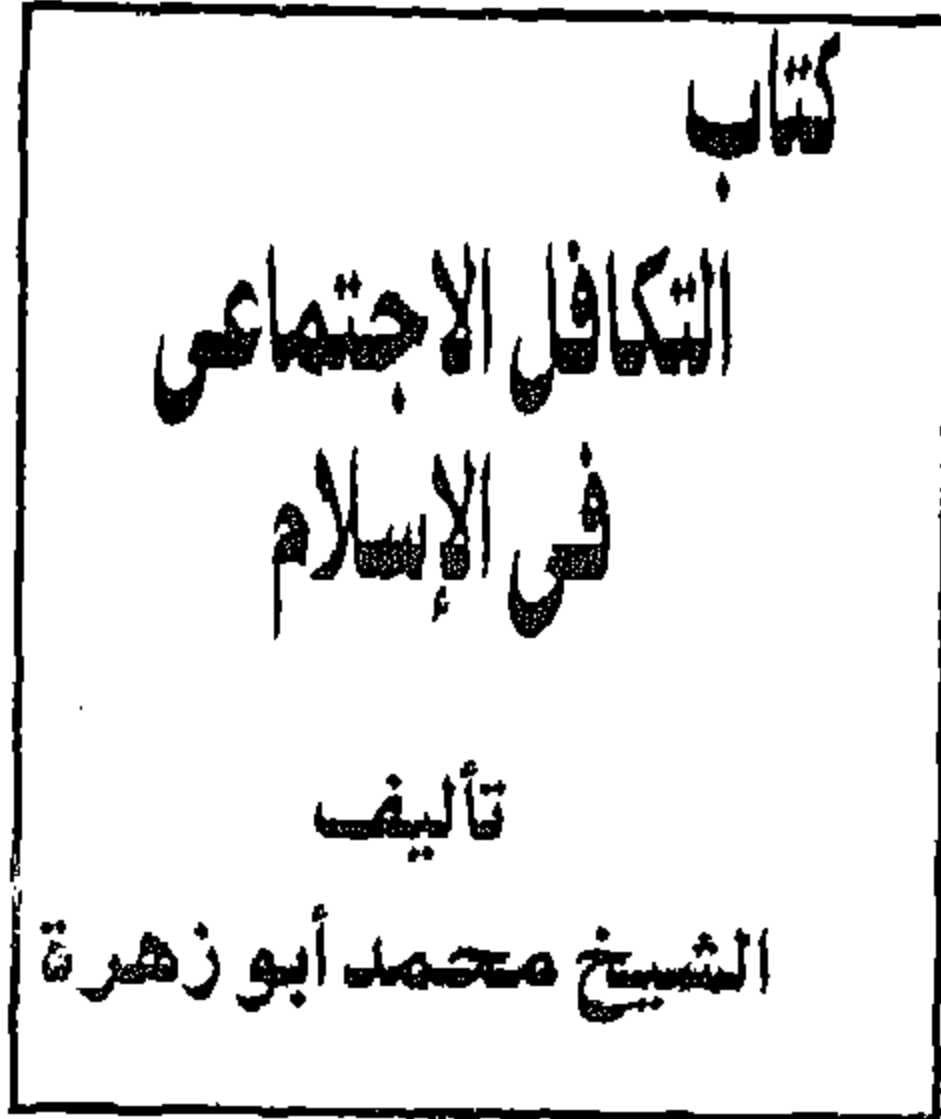 كتاب
التكافل الاجتماعى
فى الإسلام
تأليف
الشيخ محمد أبو زهرة